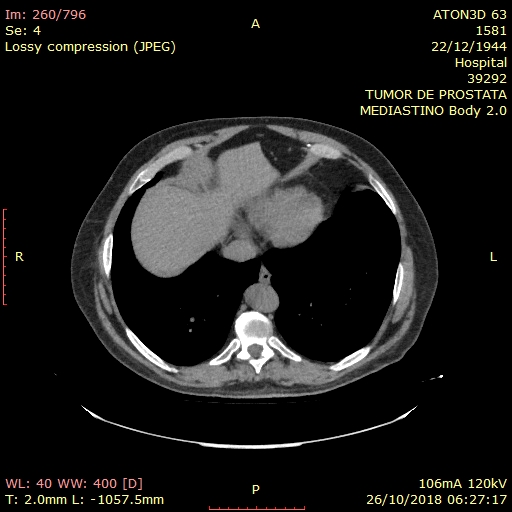 Im: 260/796
Se: 4
Lossy compression (JPEG)
A
ATON3D 63
1581
22/12/1944
Hospital
39292
TUMOR DE PROSTATA
MEDIASTINO Body 2.0
R
L
WL: 40 WW: 400 [D]
T: 2.0mm L: -1057.5mm
P
106mA 120kV
26/10/2018 06:27:17